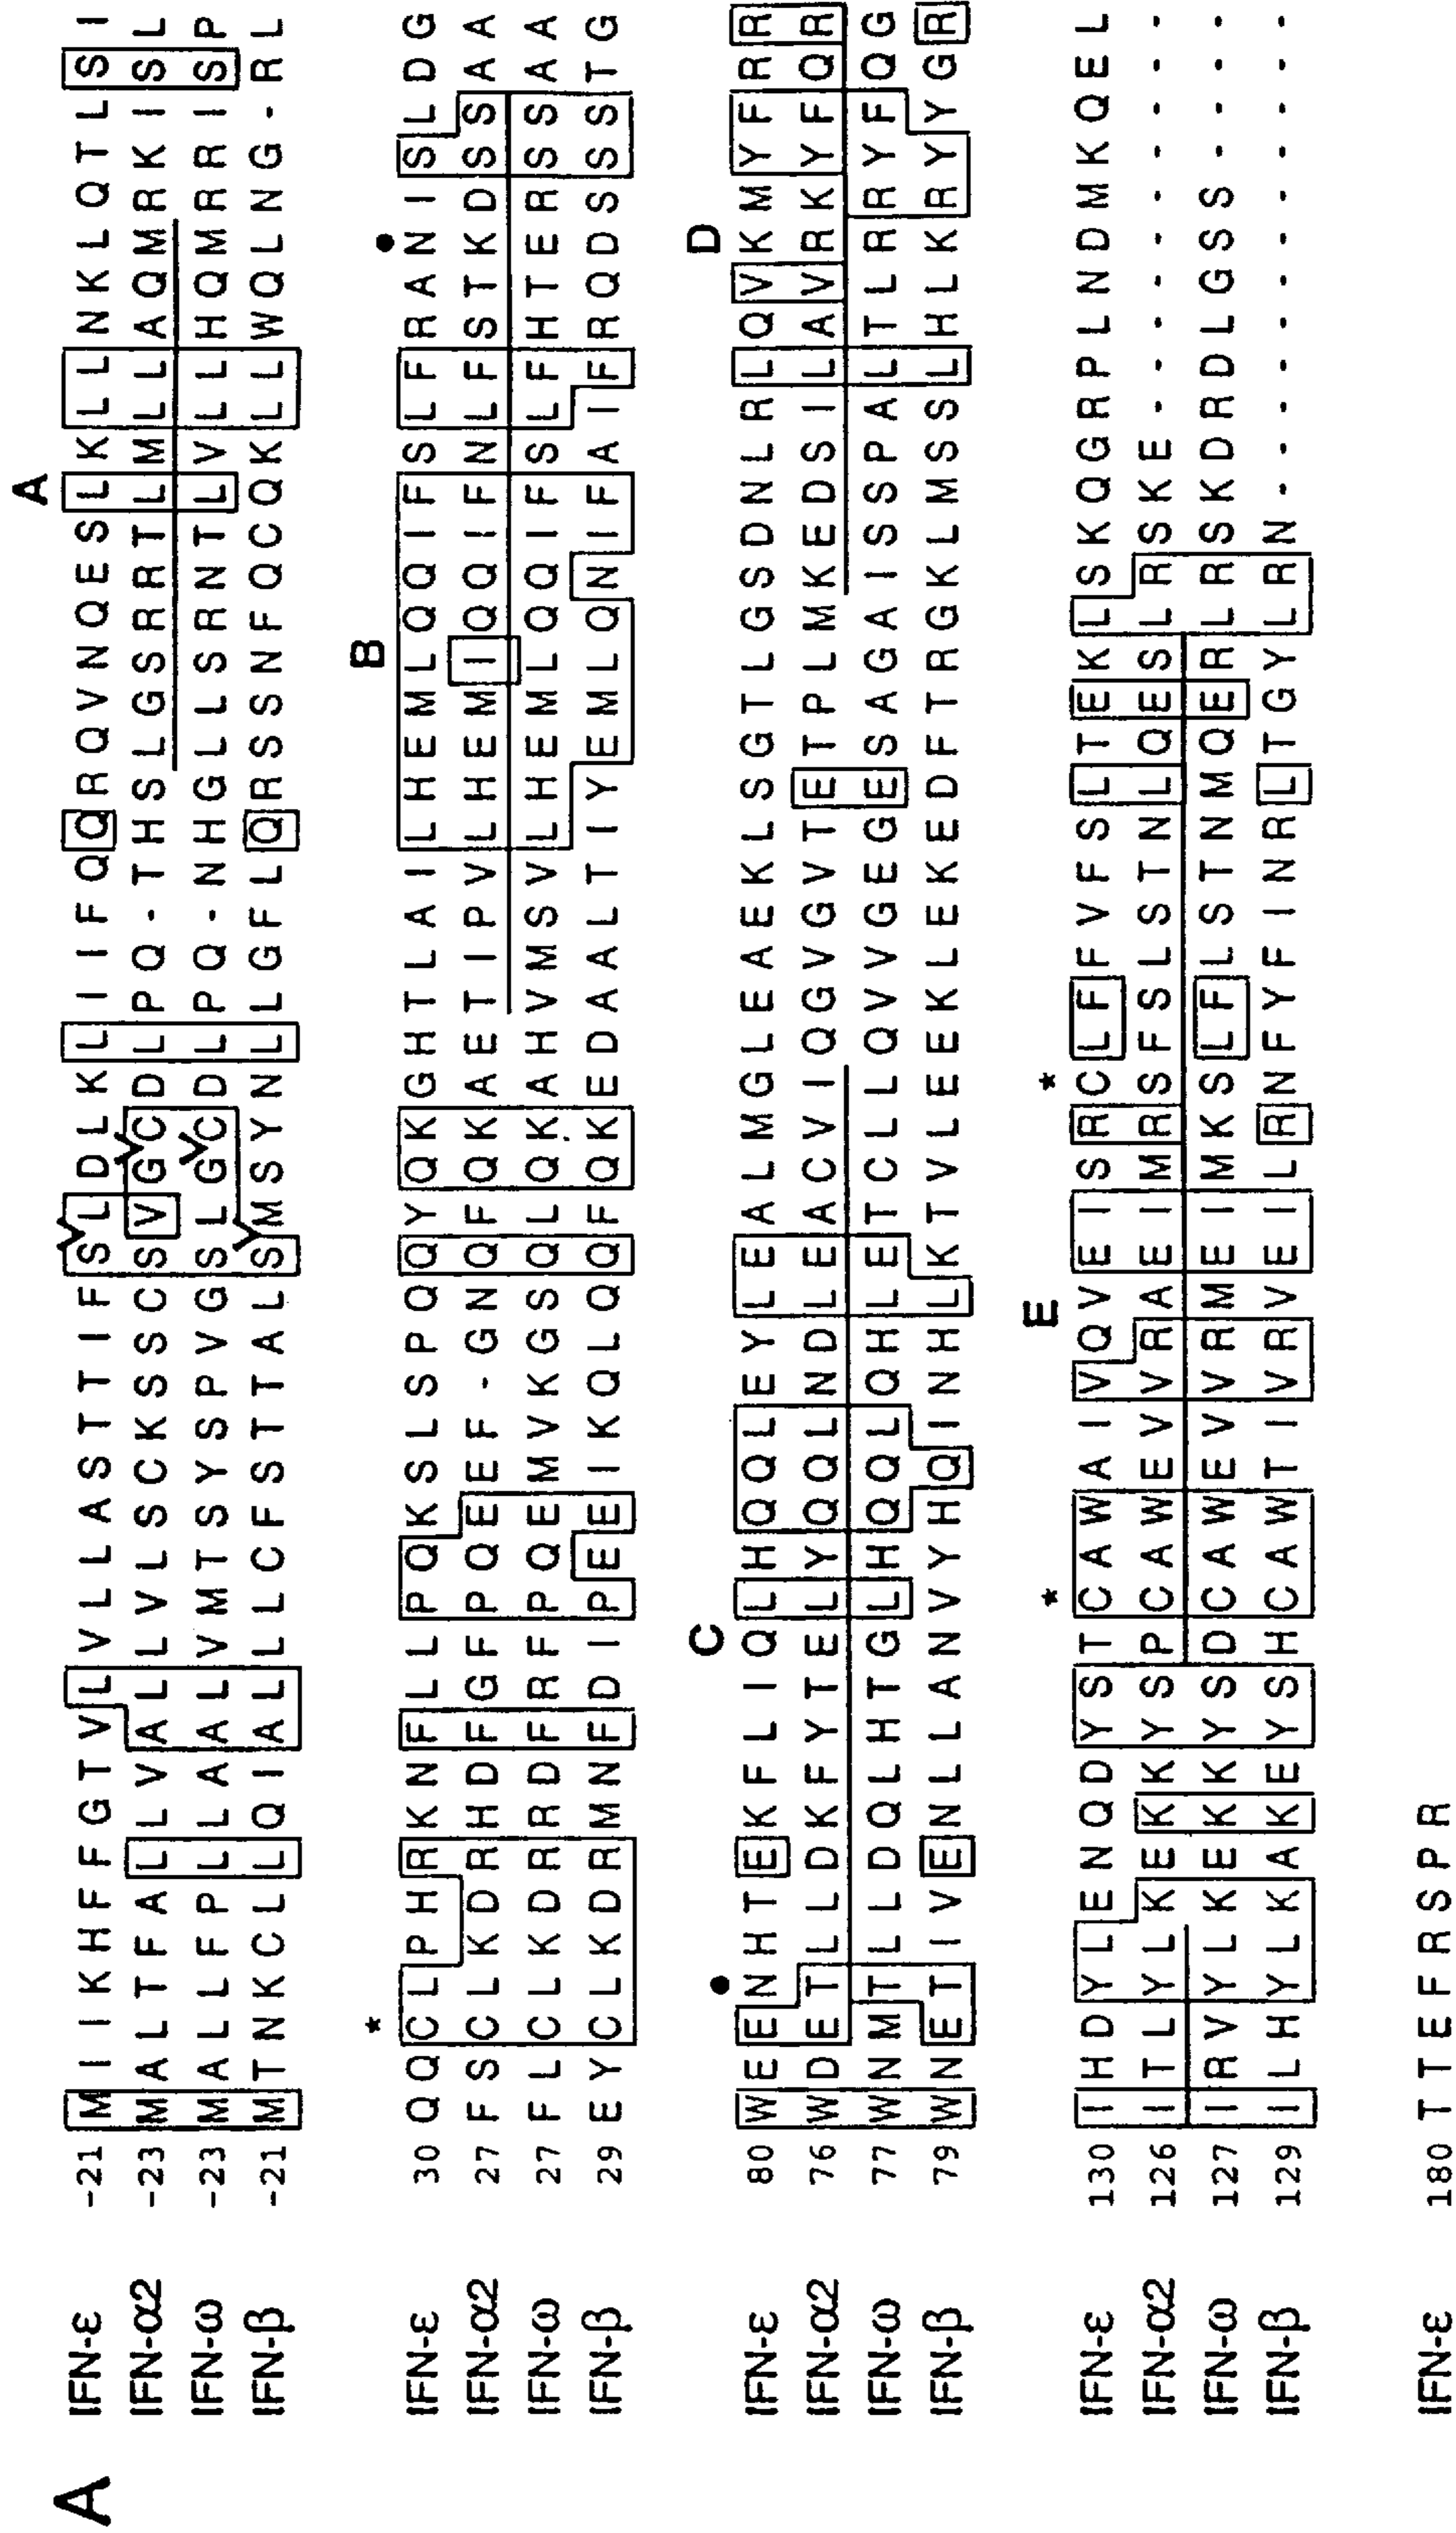 A
A
IFN-ε -21 M I I K H F F G T V L V L L A S T T I F S L D L K L I I F Q Q R Q V N Q E S L K L L N K L Q T L S I
IFN-α2 -23 M A L T F A L L V A L L V L S C K S S C S V G C D L P Q - T H S L G S R R T L M L L A Q M R K I S L
IFN-ω -23 M A L L F P L L A A L V M T S Y S P V G S L G C D L P Q - N H G L L S R N T L V L L H Q M R R I S P
IFN-β -21 M T N K C L L Q I A L L L C F S T T A L S M S Y N L L G F L Q R S S N F Q C Q K L L W Q L N G - R L
* B •
IFN-ε 30 Q Q C L P H R K N F L L P Q K S L S P Q Q Y Q K G H T L A I L H E M L Q Q I F S L F R A N I S L D G
IFN-α2 27 F S C L K D R H D F G F P Q E E F - G N Q F Q K A E T I P V L H E M I Q Q I F N L F S T K D S S A A
IFN-ω 27 F L C L K D R R D F R F P Q E M V K G S Q L Q K A H V M S V L H E M L Q Q I F S L F H T E R S S A A
IFN-β 29 E Y C L K D R M N F D I P E E I K Q L Q Q F Q K E D A A L T I Y E M L Q N I F A I F R Q D S S S T G
• C D
IFN-ε 80 W E E N H T E K F L I Q L H Q Q L E Y L E A L M G L E A E K L S G T L G S D N L R L Q V K M Y F R R
IFN-α2 76 W D E T L L D K F Y T E L Y Q Q L N D L E A C V I Q G V G V T E T P L M K E D S I L A V R K Y F Q R
IFN-ω 77 W N M T L L D Q L H T G L H Q Q L Q H L E T C L L Q V V G E G E S A G A I S S P A L T L R R Y F Q G
IFN-β 79 W N E T I V E N L L A N V Y H Q I N H L K T V L E E K L E K E D F T R G K L M S S L H L K R Y Y G R
* E *
IFN-ε 130 I H D Y L E N Q D Y S T C A W A I V Q V E I S R C L F F V F S L T E K L S K Q G R P L N D M K Q E L
IFN-α2 126 I T L Y L K E K K Y S P C A W E V V R A E I M R S F S L S T N L Q E S L R S K E - - - - - - - - - -
IFN-ω 127 I R V Y L K E K K Y S D C A W E V V R M E I M K S L F L S T N M Q E R L R S K D R D L G S S - - - -
IFN-β 129 I L H Y L K A K E Y S H C A W T I V R V E I L R N F Y F I N R L T G Y L R N - - - - - - - - - - - -
IFN-ε 180 T T E F R S P R